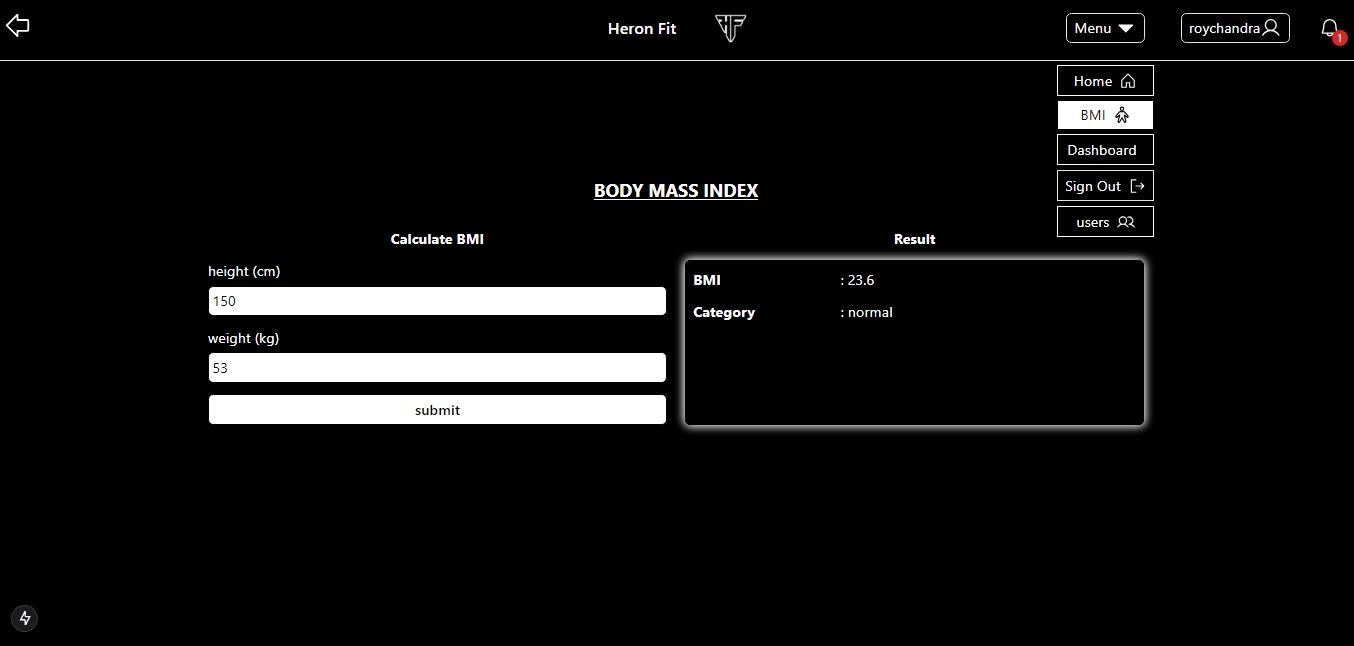 Heron Fit
Menu
roychandra
1
Home
BMI
Dashboard
Sign Out
users
BODY MASS INDEX
Calculate BMI
height (cm)
150
weight (kg)
53
submit
Result
BMI : 23.6
Category : normal